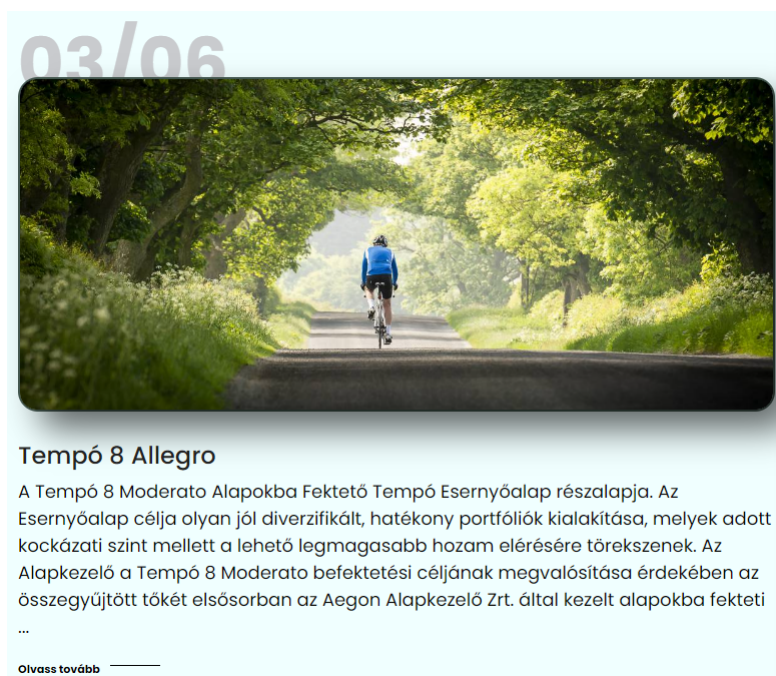 03/06
Tempó 8 Allegro
A Tempó 8 Moderato Alapokba Fektető Tempó Esernyőalap részalapja. Az
Esernyőalap célja olyan jól diverzifikált, hatékony portfóliók kialakítása, melyek adott
kockázati szint mellett a lehető legmagasabb hozam elérésére törekszenek. Az
Alapkezelő a Tempó 8 Moderato befektetési céljának megvalósítása érdekében az
összegyűjtött tőkét elsősorban az Aegon Alapkezelő Zrt. által kezelt alapokba fekteti
...
Olvass tovább